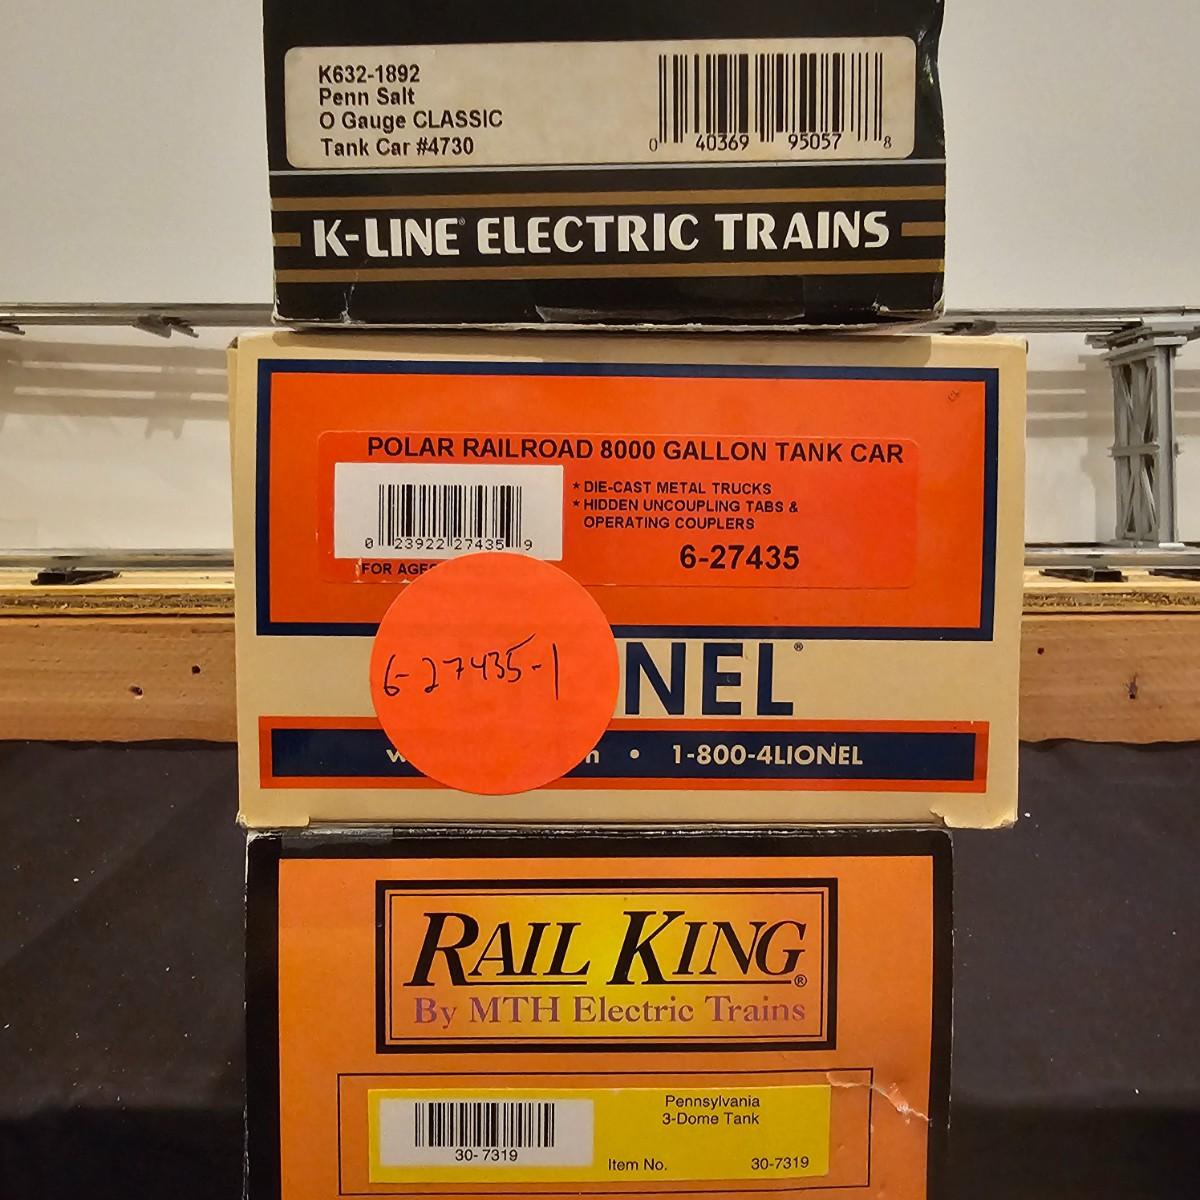 K632-1892
Penn Salt
O Gauge CLASSIC
Tank Car #4730
0 40369 95057 8
K-LINE® ELECTRIC TRAINS
POLAR RAILROAD 8000 GALLON TANK CAR
* DIE-CAST METAL TRUCKS
* HIDDEN UNCOUPLING TABS &
OPERATING COUPLERS
0 23922 27435 9
6-27435
FOR AGES
6-27435-1
NEL®
• 1-800-4LIONEL
RAIL KING®
By MTH Electric Trains
Pennsylvania
3-Dome Tank
30-7319
Item No. 30-7319